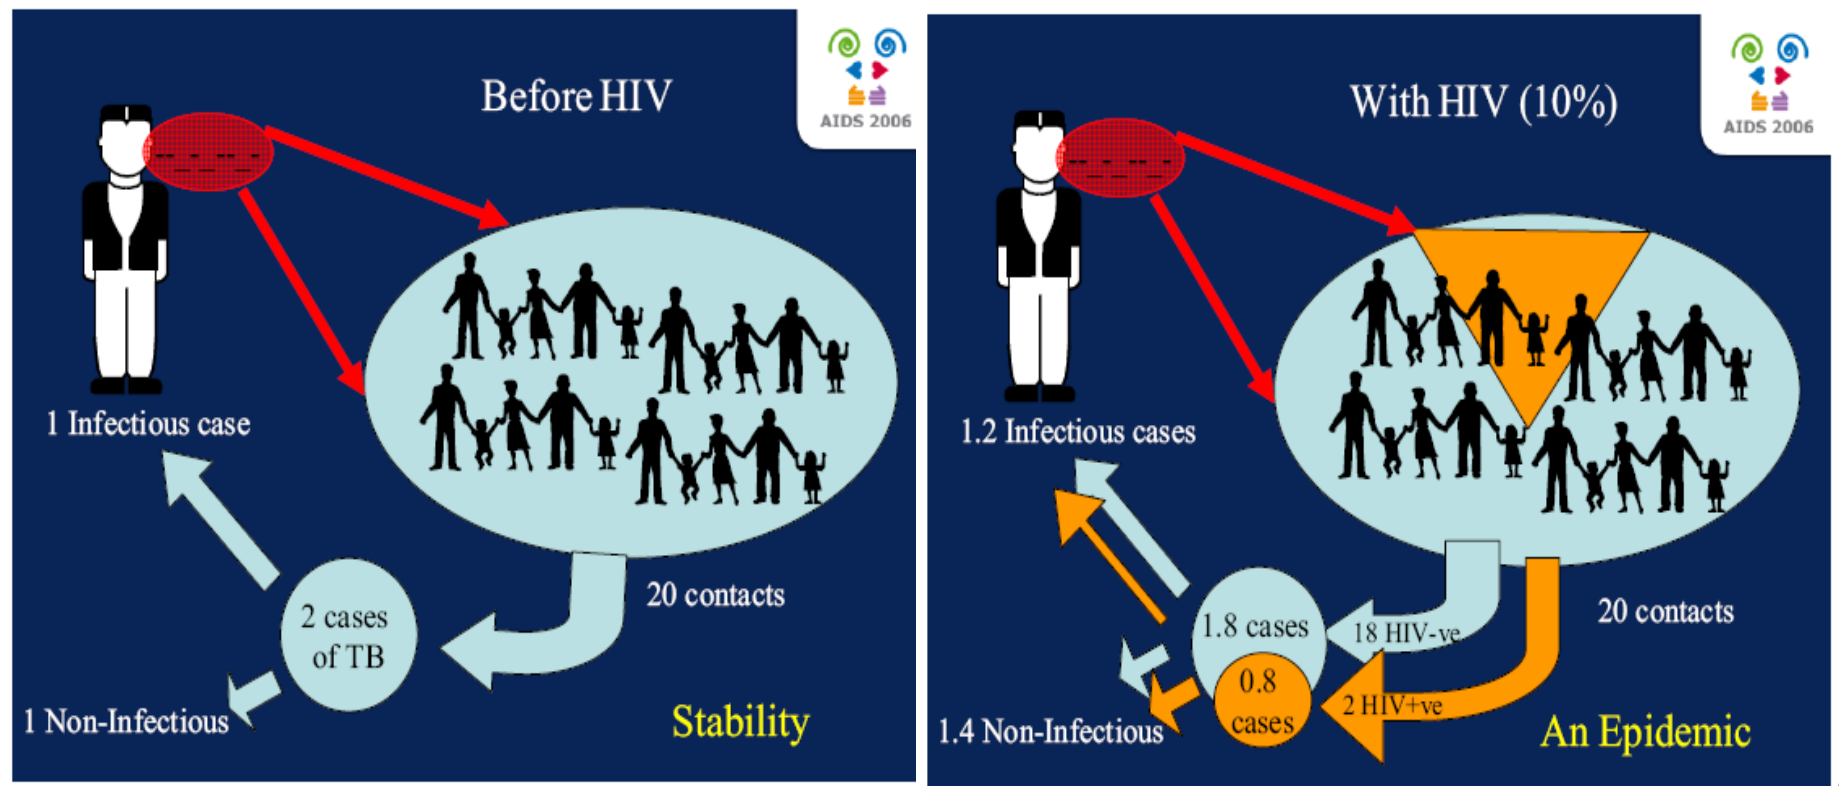 Before HIV
AIDS 2006
1 Infectious case
20 contacts
2 cases
of TB
1 Non-Infectious
Stability
With HIV (10%)
AIDS 2006
1.2 Infectious cases
20 contacts
1.8 cases
18 HIV-ve
0.8
cases
2 HIV+ve
1.4 Non-Infectious
An Epidemic